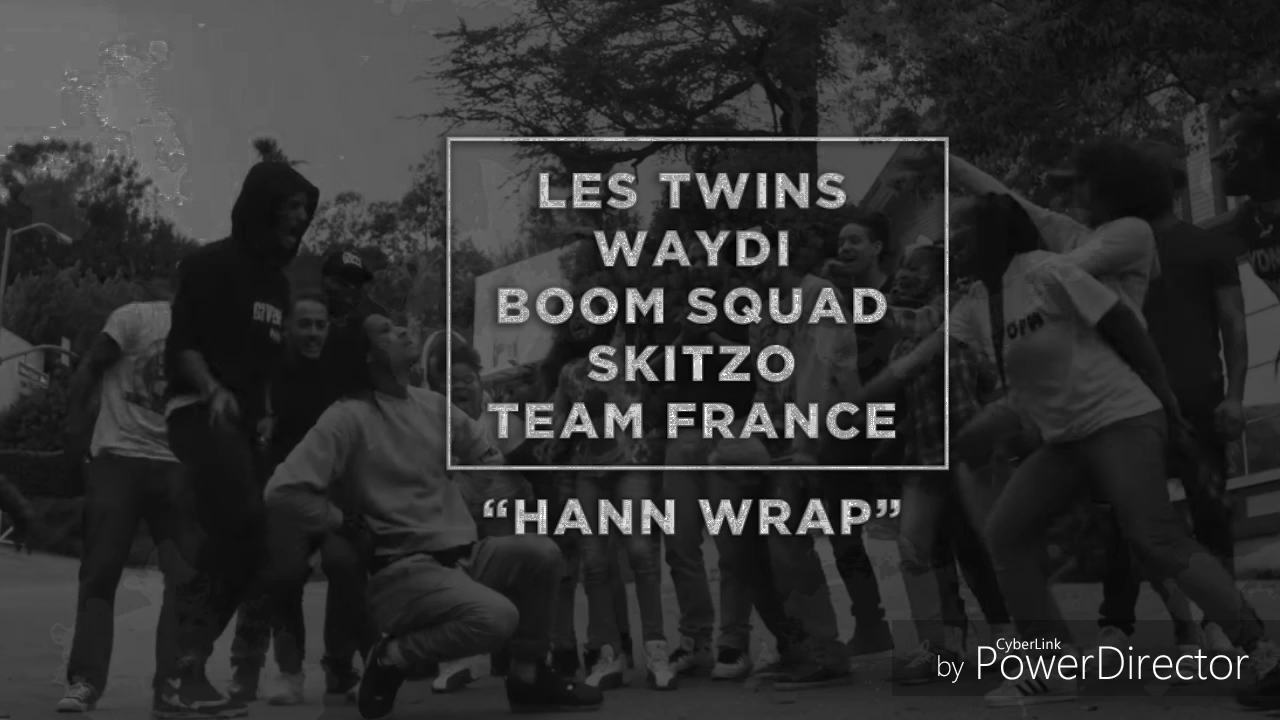 LES TWINS
WAYDI
BOOM SQUAD
SKITZO
TEAM FRANCE
“HANN WRAP”
CyberLink
by PowerDirector